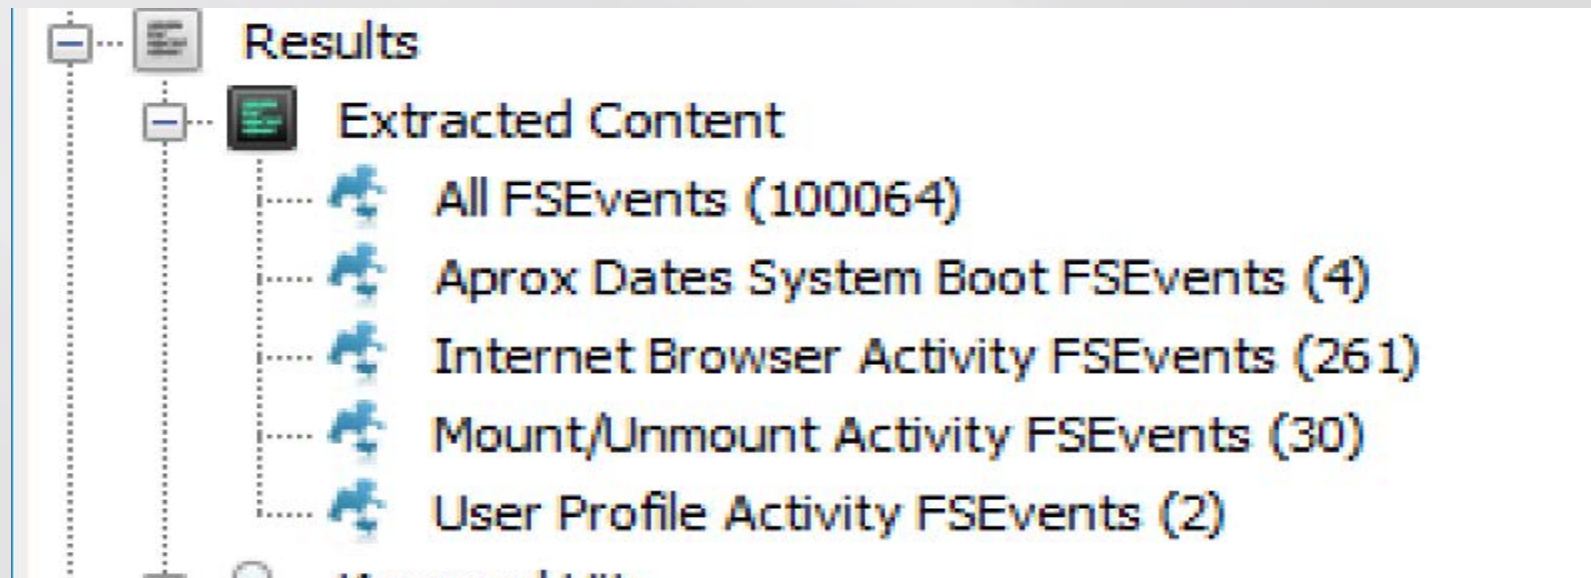 Results
Extracted Content
All FSEvents (100064)
Aprox Dates System Boot FSEvents (4)
Internet Browser Activity FSEvents (261)
Mount/Unmount Activity FSEvents (30)
User Profile Activity FSEvents (2)